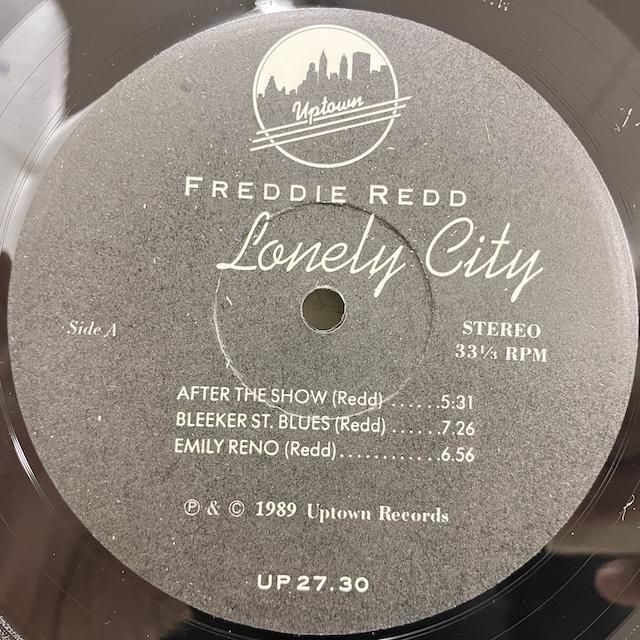 Uptown
FREDDIE REDD
Lonely City
Side A
STEREO
33⅓ RPM
AFTER THE SHOW (Redd) ......5:31
BLEEKER ST. BLUES (Redd) ......7.26
EMILY RENO (Redd).............6.56
℗ & © 1989 Uptown Records
UP 27.30